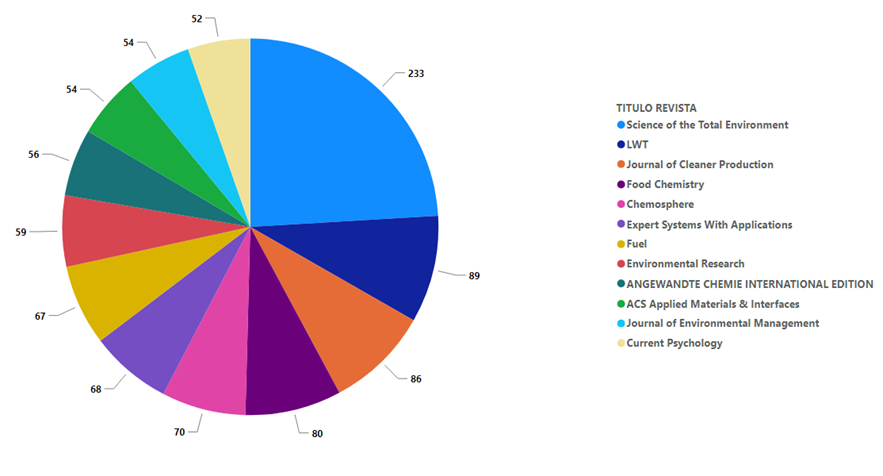 52
54
54
56
59
67
68
70
80
86
89
233
TITULO REVISTA
Science of the Total Environment
LWT
Journal of Cleaner Production
Food Chemistry
Chemosphere
Expert Systems With Applications
Fuel
Environmental Research
ANGEWANDTE CHEMIE INTERNATIONAL EDITION
ACS Applied Materials & Interfaces
Journal of Environmental Management
Current Psychology